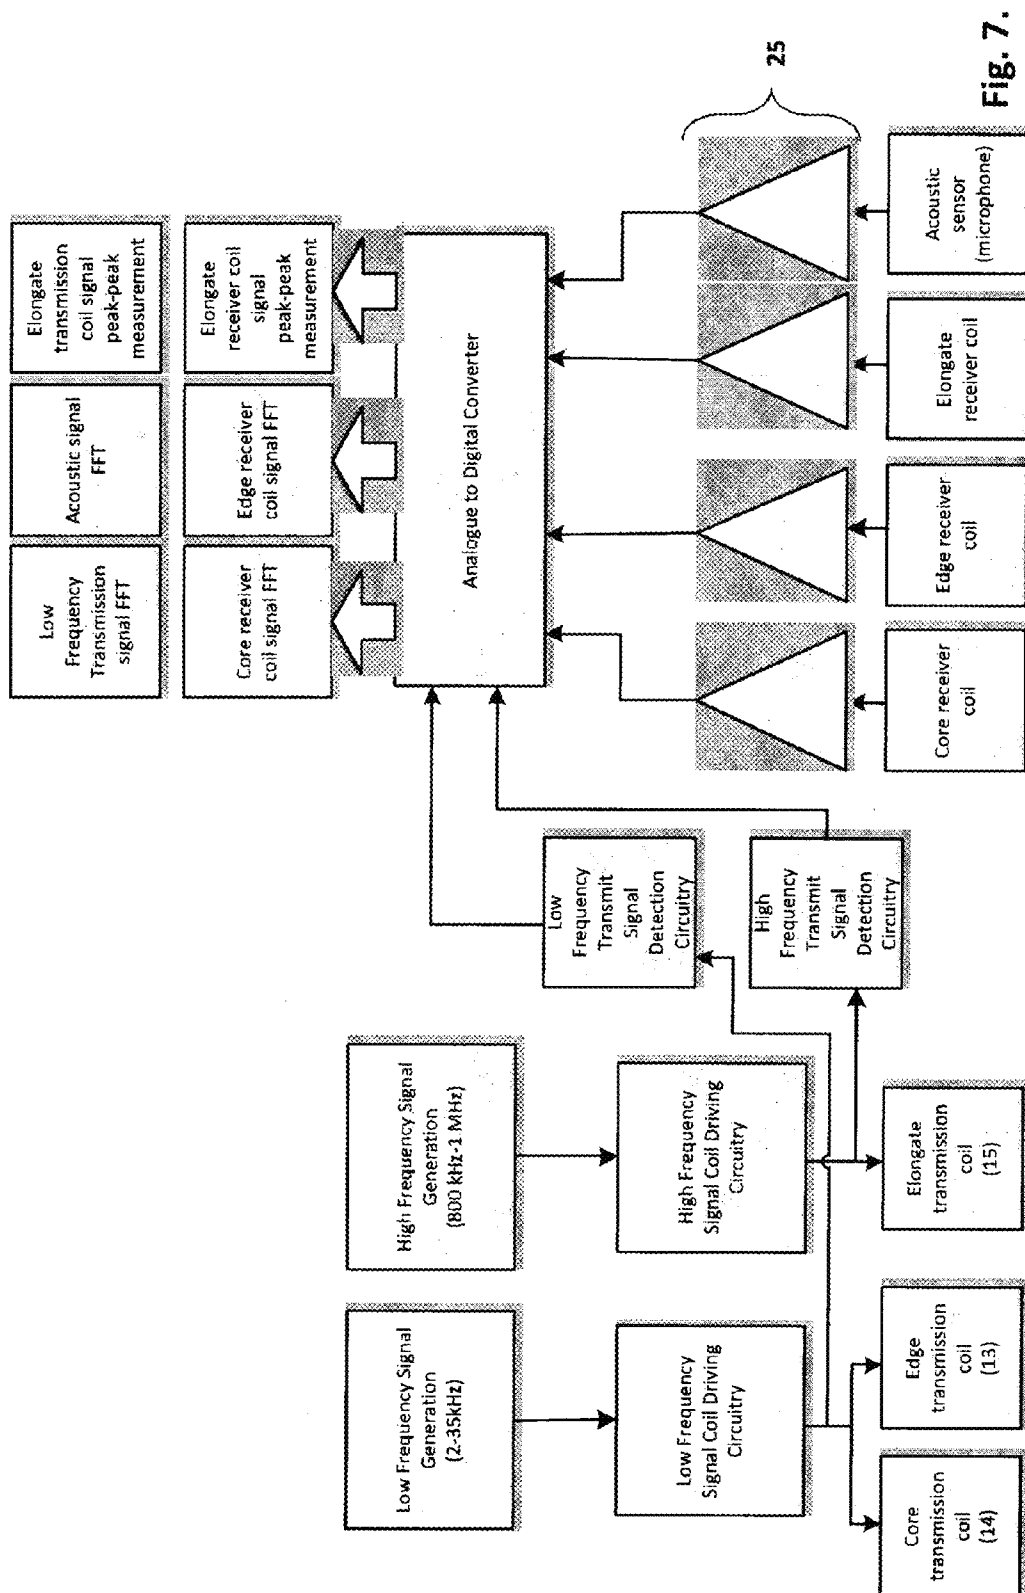 Low Frequency Signal
Generation
(2-35kHz)
High Frequency Signal
Generation
(800 kHz-1 MHz)
Low Frequency
Signal Coil Driving
Circuitry
High Frequency
Signal Coil Driving
Circuitry
Core
transmission
coil
(14)
Edge
transmission
coil
(13)
Elongate
transmission
coil
(15)
Low
Frequency
Transmit
Signal
Detection
Circuitry
High
Frequency
Transmit
Signal
Detection
Circuitry
Low
Frequency
Transmission
signal FFT
Acoustic signal
FFT
Elongate
transmission
coil signal
peak-peak
measurement
Core receiver
coil signal FFT
Edge receiver
coil signal FFT
Elongate
receiver coil
signal
peak-peak
measurement
Analogue to Digital Converter
25
Core receiver
coil
Edge receiver
coil
Elongate
receiver coil
Acoustic
sensor
(microphone)
Fig. 7.